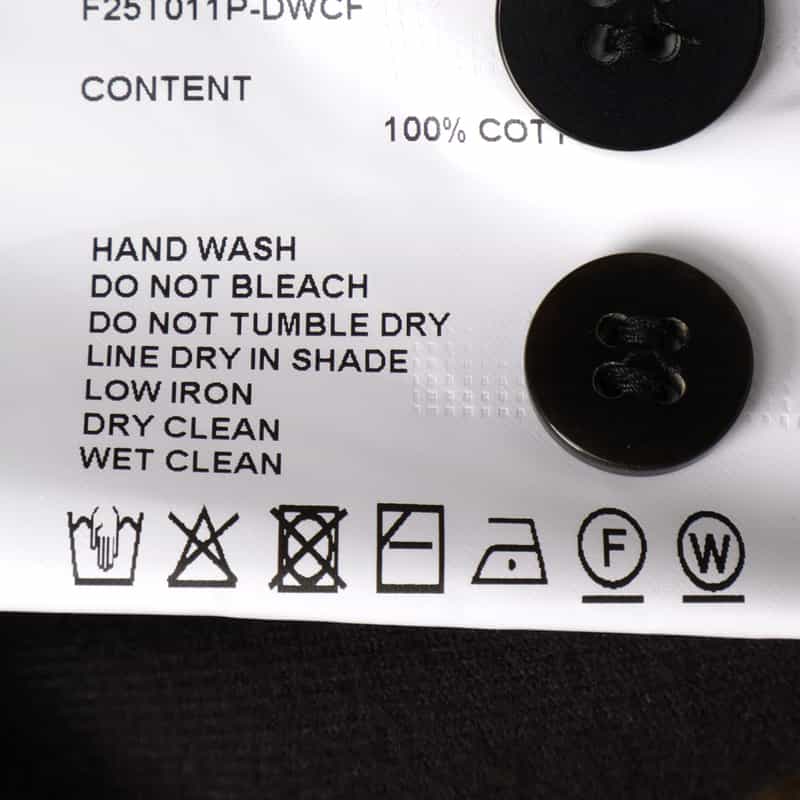 F25T011P-DWCF
CONTENT
100% COTT
HAND WASH
DO NOT BLEACH
DO NOT TUMBLE DRY
LINE DRY IN SHADE
LOW IRON
DRY CLEAN
WET CLEAN
F W